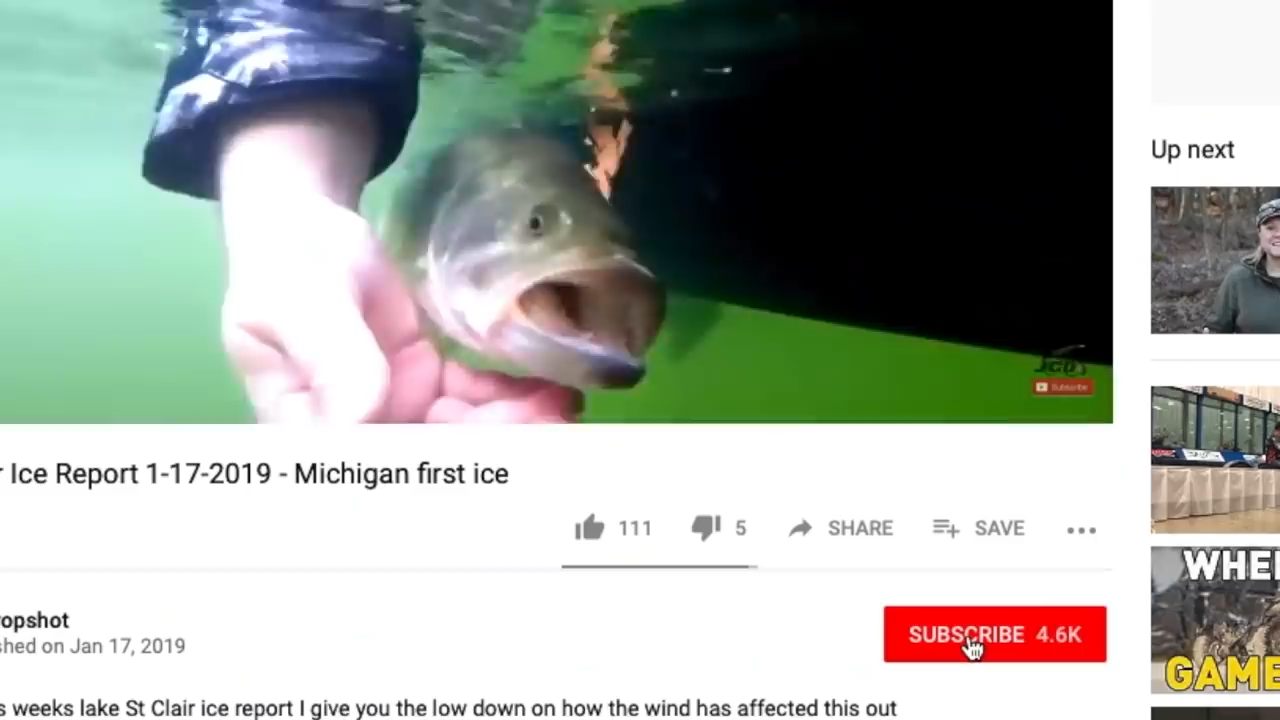 Up next
JGD
Subscribe
r Ice Report 1-17-2019 - Michigan first ice
111 5 SHARE SAVE
opshot
SUBSCRIBE 4.6K
shed on Jan 17, 2019
s weeks lake St Clair ice report I give you the low down on how the wind has affected this out
WHE
GAME